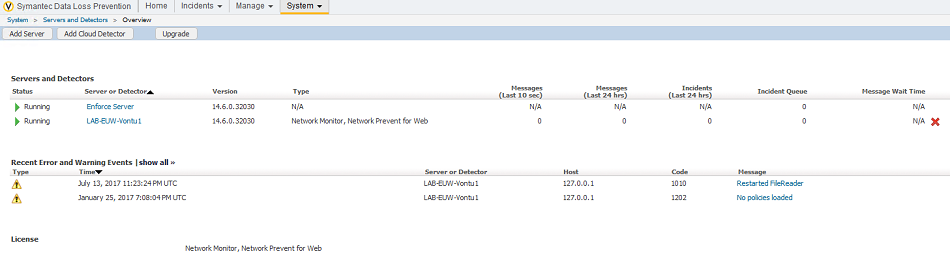 Symantec Data Loss Prevention Home Incidents Manage System
System > Servers and Detectors > Overview
Add Server Add Cloud Detector Upgrade
Servers and Detectors
Status Server or Detector Version Type Messages (Last 10 sec) Messages (Last 24 hrs) Incidents (Last 24 hrs) Incident Queue Message Wait Time
Running Enforce Server 14.6.0.32030 N/A N/A N/A N/A 0 N/A
Running LAB-EUW-Vontu1 14.6.0.32030 Network Monitor, Network Prevent for Web 0 0 0 0 N/A
Recent Error and Warning Events | show all »
Type Time Server or Detector Host Code Message
July 13, 2017 11:23:24 PM UTC LAB-EUW-Vontu1 127.0.0.1 1010 Restarted FileReader
January 25, 2017 7:08:04 PM UTC LAB-EUW-Vontu1 127.0.0.1 1202 No policies loaded
License
Network Monitor, Network Prevent for Web